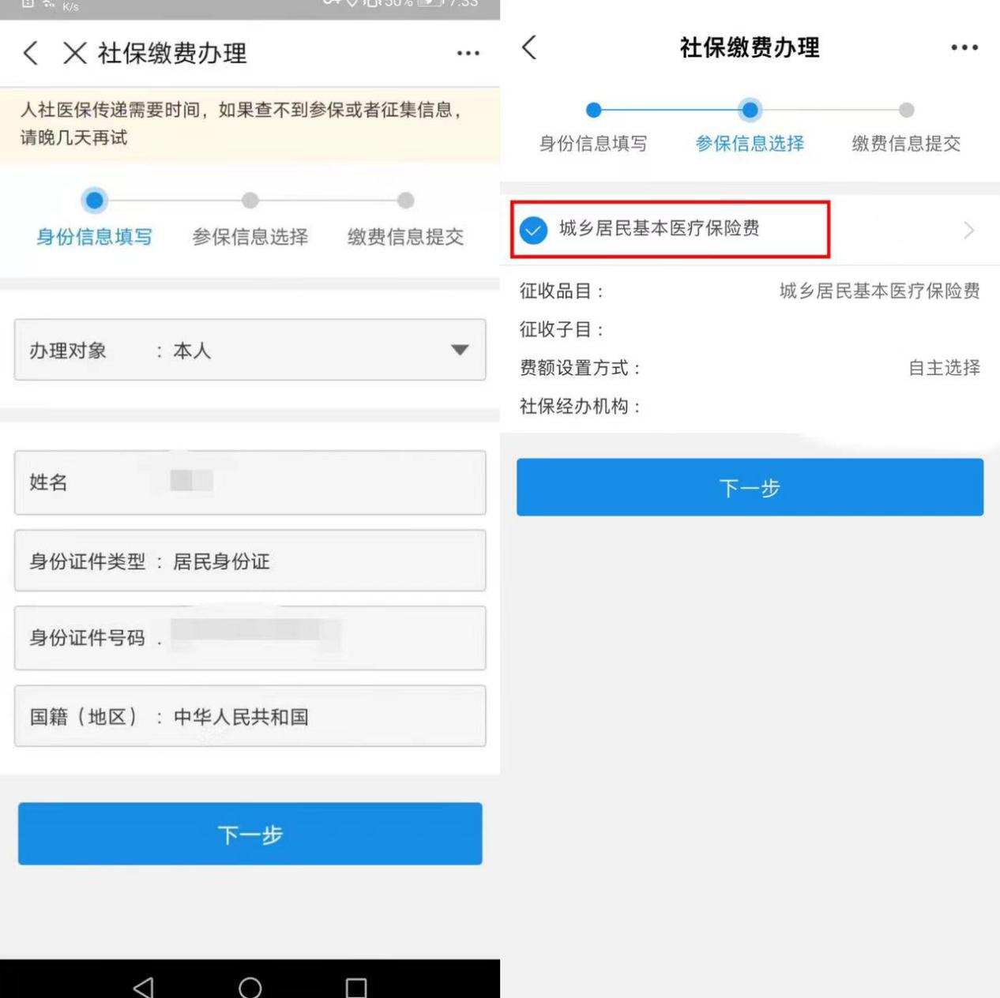 K/s
50%
7:33
社保缴费办理
人社医保传递需要时间，如果查不到参保或者征集信息，
请晚几天再试
身份信息填写
参保信息选择
缴费信息提交
办理对象 ：本人
姓名
身份证件类型 ：居民身份证
身份证件号码
国籍（地区） ：中华人民共和国
下一步
社保缴费办理
身份信息填写
参保信息选择
缴费信息提交
城乡居民基本医疗保险费
征收品目： 城乡居民基本医疗保险费
征收子目：
费额设置方式： 自主选择
社保经办机构：
下一步